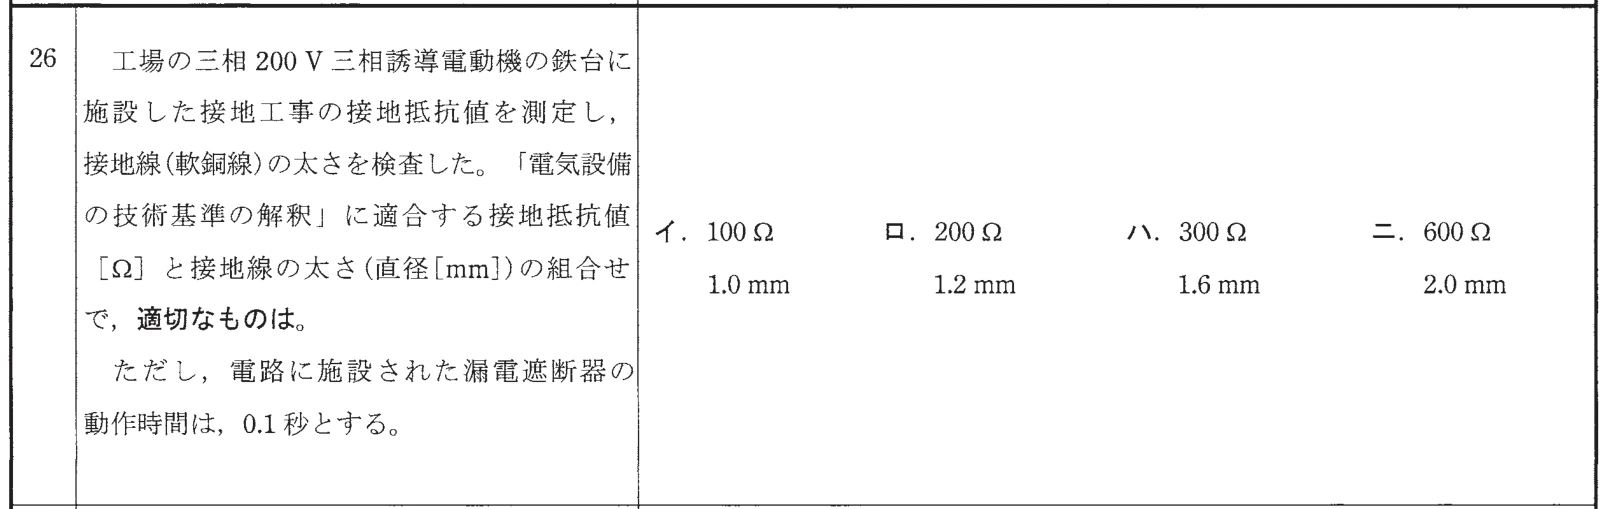 26
工場の三相 200 V 三相誘導電動機の鉄台に
施設した接地工事の接地抵抗値を測定し，
接地線(軟銅線)の太さを検査した。「電気設備
の技術基準の解釈」に適合する接地抵抗値
［Ω］と接地線の太さ(直径[mm])の組合せ
で，適切なものは。
ただし，電路に施設された漏電遮断器の
動作時間は，0.1 秒とする。
イ． 100 Ω ロ． 200 Ω ハ． 300 Ω ニ． 600 Ω
1.0 mm 1.2 mm 1.6 mm 2.0 mm